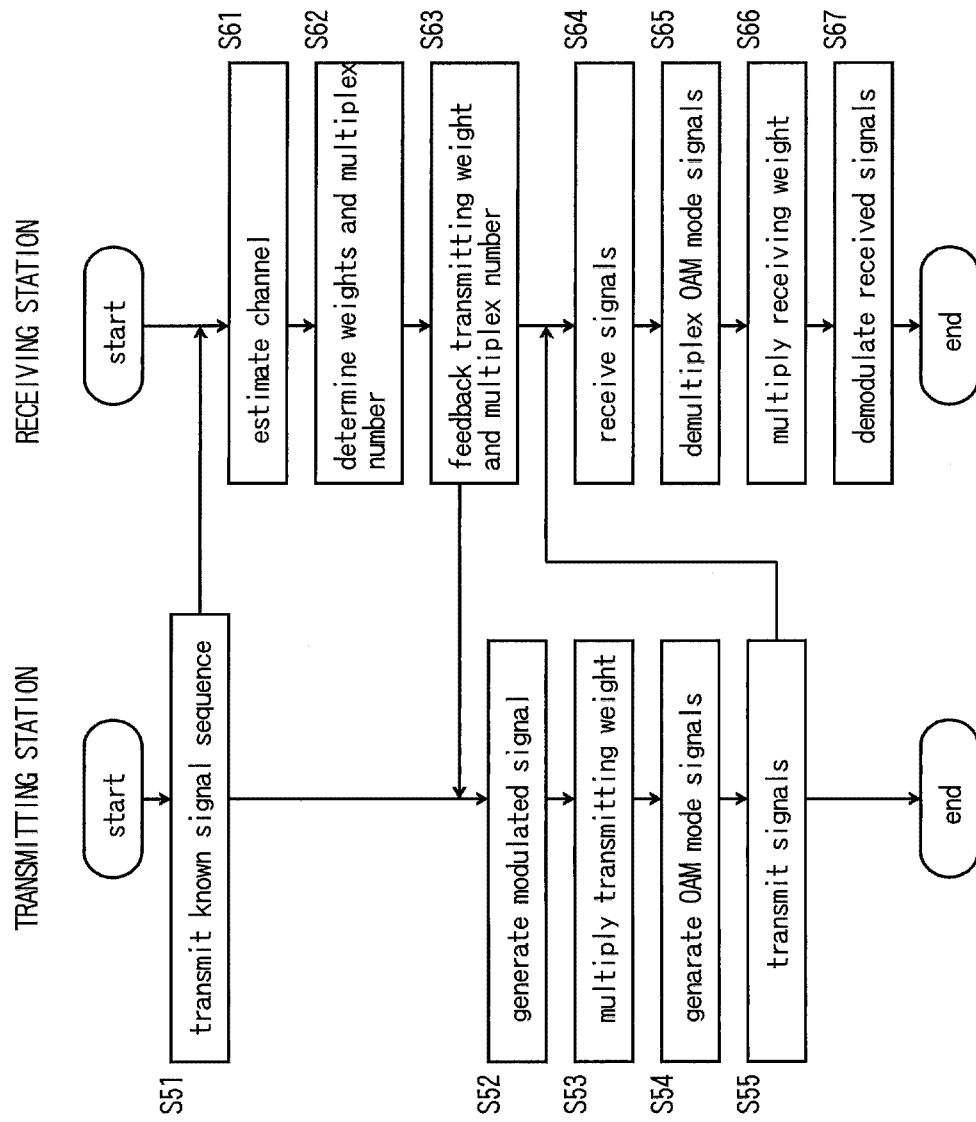 TRANSMITTING STATION
start
S51
transmit known signal sequence
S52
generate modulated signal
S53
multiply transmitting weight
S54
genarate OAM mode signals
S55
transmit signals
end
RECEIVING STATION
start
S61
estimate channel
S62
determine weights and multiplex
number
S63
feedback transmitting weight
and multiplex number
S64
receive signals
S65
demultiplex OAM mode signals
S66
multiply receiving weight
S67
demodulate received signals
end